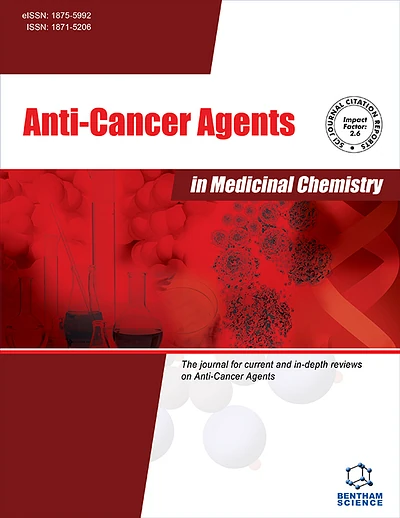 eISSN: 1875-5992
ISSN: 1871-5206
Anti-Cancer Agents
SCI JOURNAL CITATION REPORTS
Impact
Factor:
2.6
in Medicinal Chemistry
The journal for current and in-depth reviews
on Anti-Cancer Agents
BENTHAM
SCIENCE